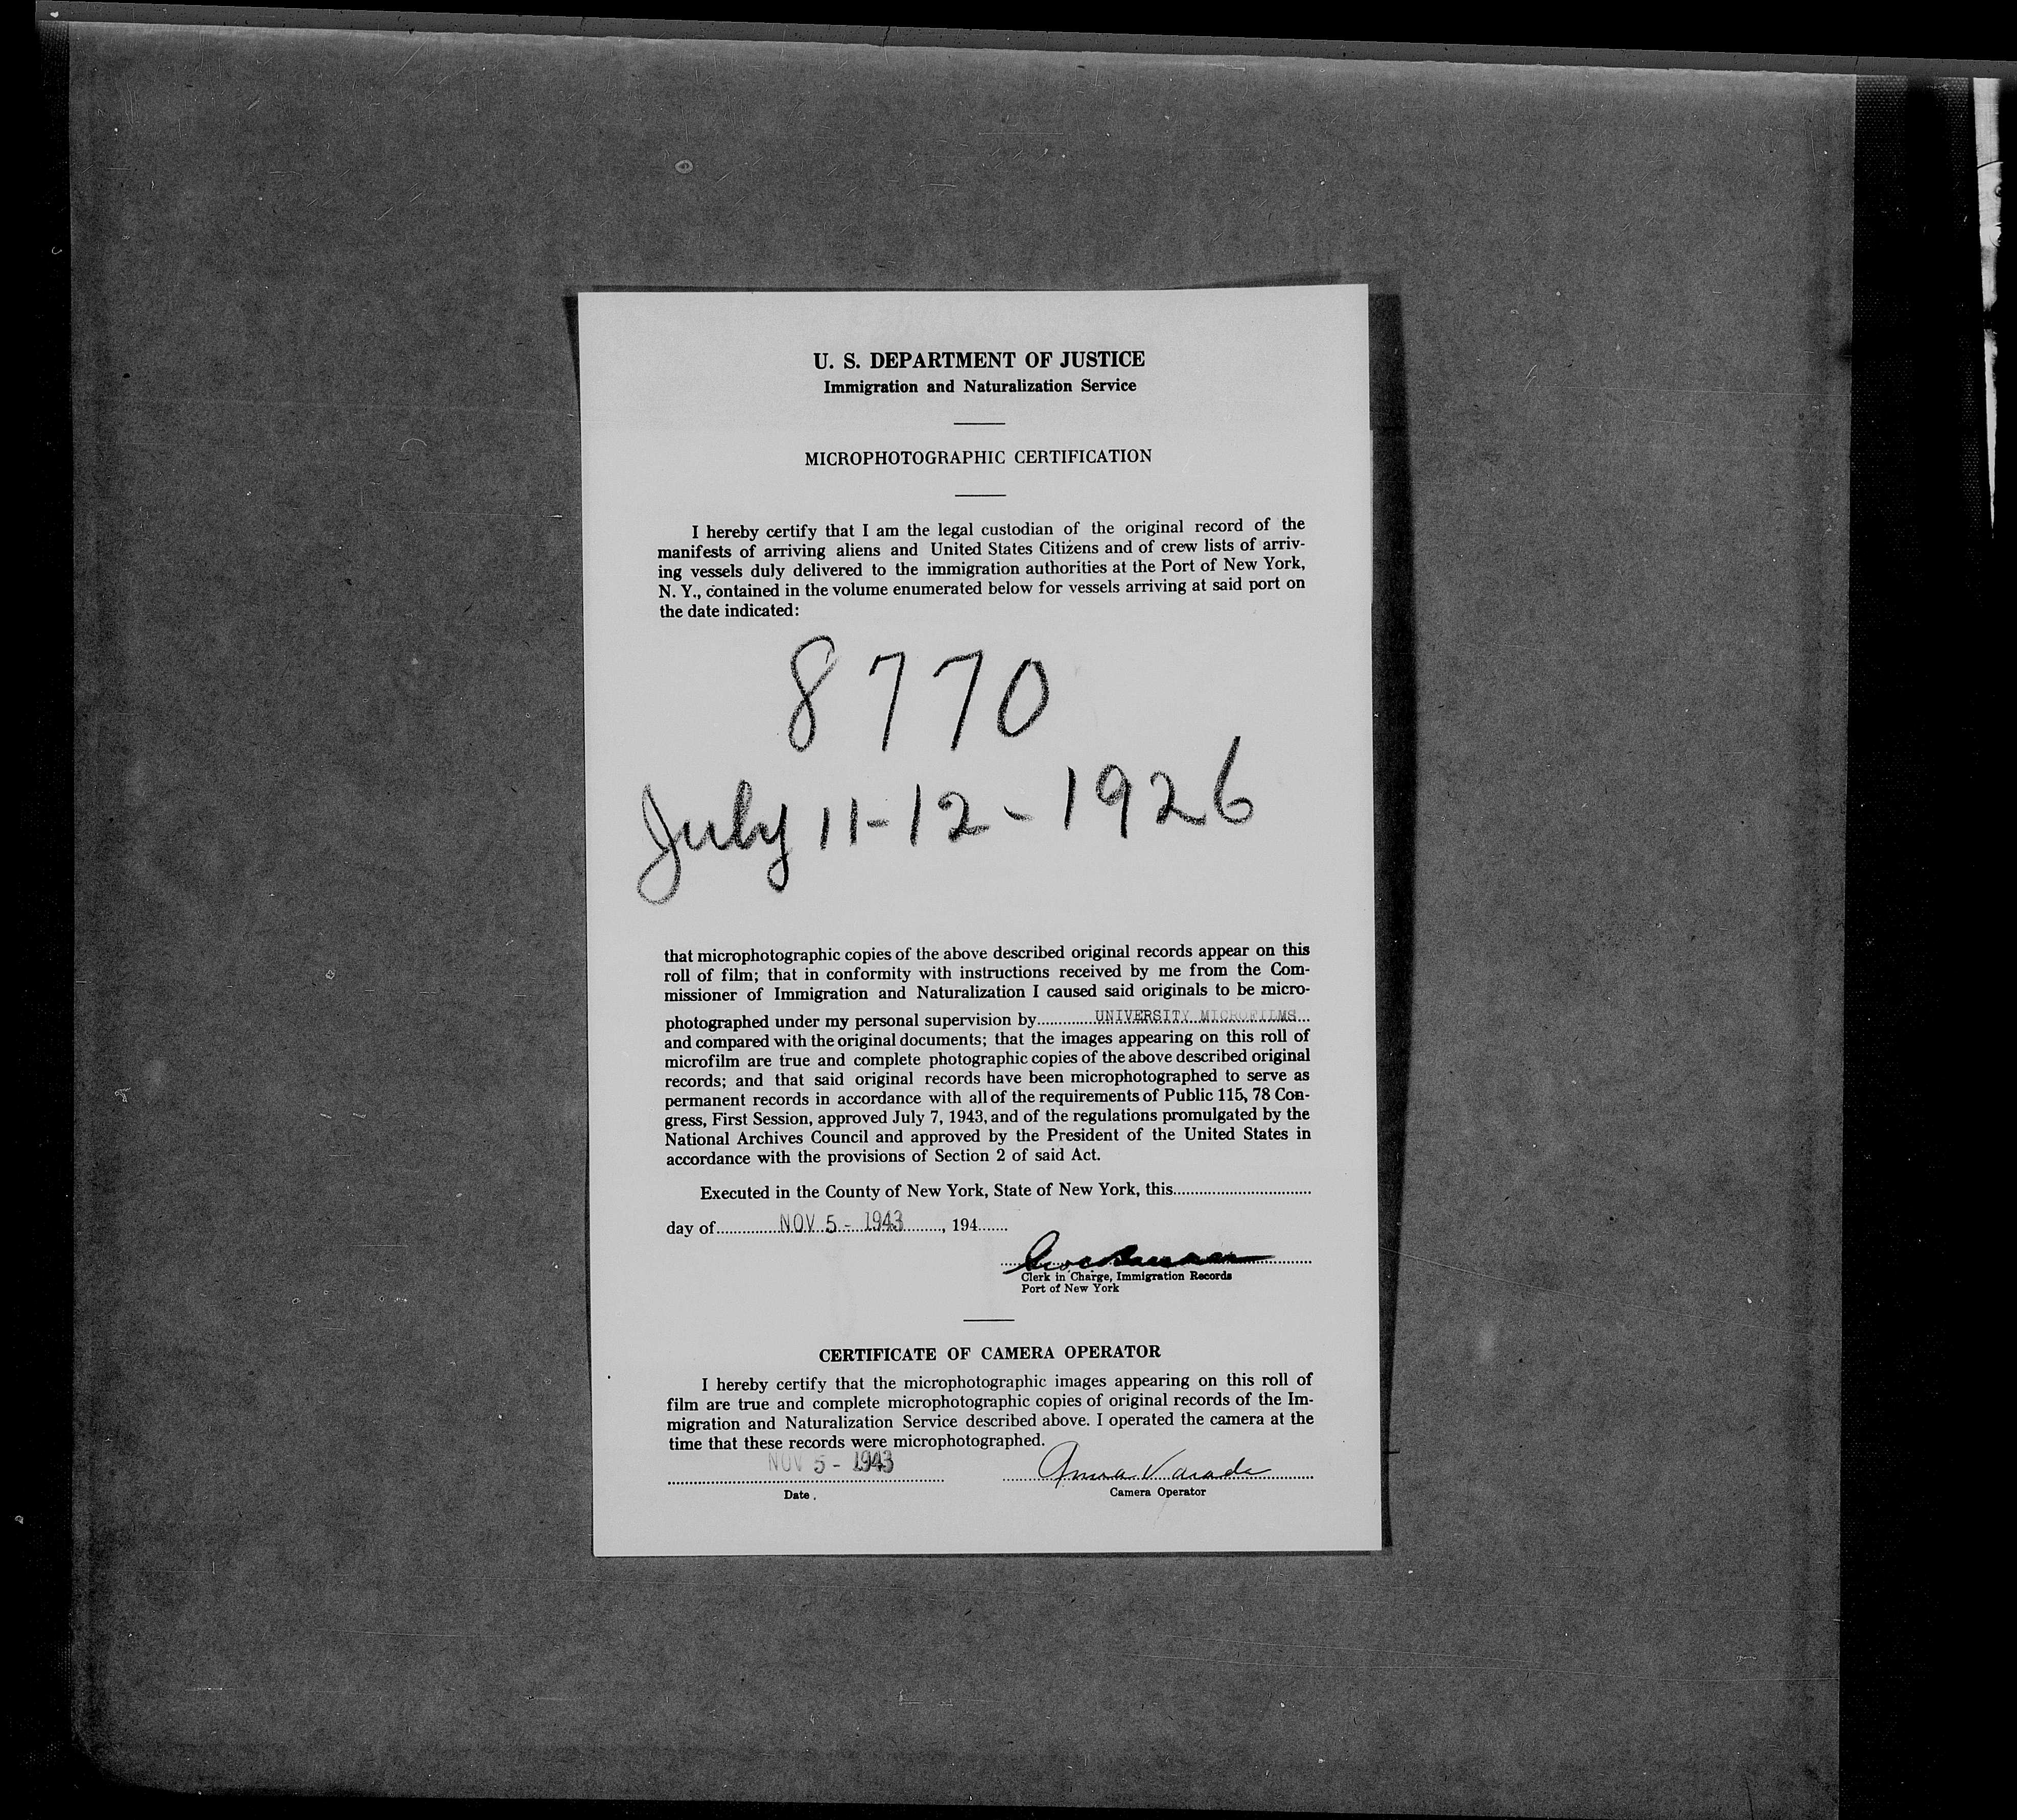 U. S. DEPARTMENT OF JUSTICE
Immigration and Naturalization Service
MICROPHOTOGRAPHIC CERTIFICATION
I hereby certify that I am the legal custodian of the original record of the
manifests of arriving aliens and United States Citizens and of crew lists of arriv-
ing vessels duly delivered to the immigration authorities at the Port of New York,
N. Y., contained in the volume enumerated below for vessels arriving at said port on
the date indicated:
8770
July 11-12-1926
that microphotographic copies of the above described original records appear on this
roll of film; that in conformity with instructions received by me from the Com-
missioner of Immigration and Naturalization I caused said originals to be micro-
photographed under my personal supervision by UNIVERSITY MICROFILMS
and compared with the original documents; that the images appearing on this roll of
microfilm are true and complete photographic copies of the above described original
records; and that said original records have been microphotographed to serve as
permanent records in accordance with all of the requirements of Public 115, 78 Con-
gress, First Session, approved July 7, 1943, and of the regulations promulgated by the
National Archives Council and approved by the President of the United States in
accordance with the provisions of Section 2 of said Act.
Executed in the County of New York, State of New York, this
day of NOV 5 - 1943, 194
Clerk in Charge, Immigration Records
Port of New York
CERTIFICATE OF CAMERA OPERATOR
I hereby certify that the microphotographic images appearing on this roll of
film are true and complete microphotographic copies of original records of the Im-
migration and Naturalization Service described above. I operated the camera at the
time that these records were microphotographed.
NOV 5 - 1943 Anna
Date Camera Operator